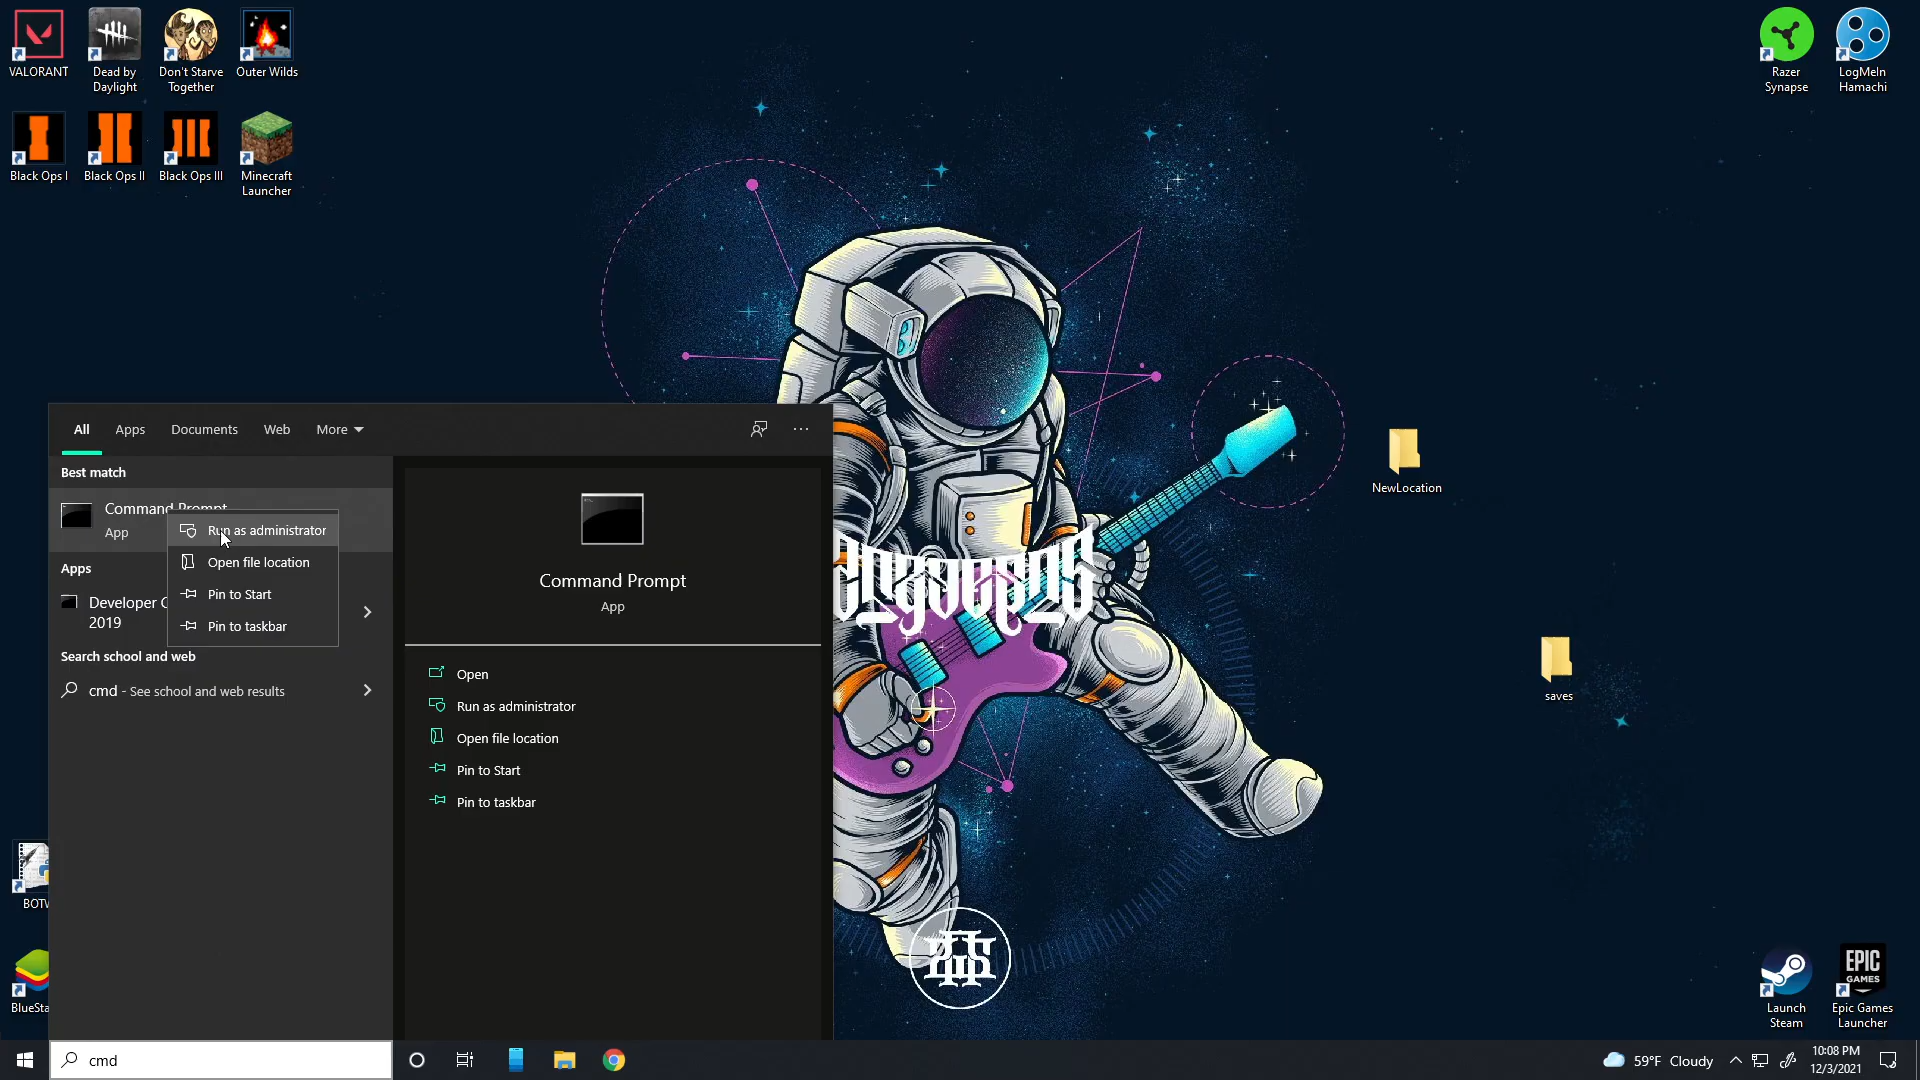 VALORANT
Dead by
Daylight
Don't Starve
Together
Outer Wilds
Razer
Synapse
LogMeIn
Hamachi
Black Ops I
Black Ops II
Black Ops III
Minecraft
Launcher
All
Apps
Documents
Web
More
Best match
Command Prompt
App
Run as administrator
Open file location
Pin to Start
Pin to taskbar
Apps
Developer C
2019
Search school and web
cmd - See school and web results
Command Prompt
App
Open
Run as administrator
Open file location
Pin to Start
Pin to taskbar
NewLocation
saves
BOTW
BlueSta
Launch
Steam
EPIC
GAMES
Epic Games
Launcher
cmd
59°F Cloudy
10:08 PM
12/3/2021